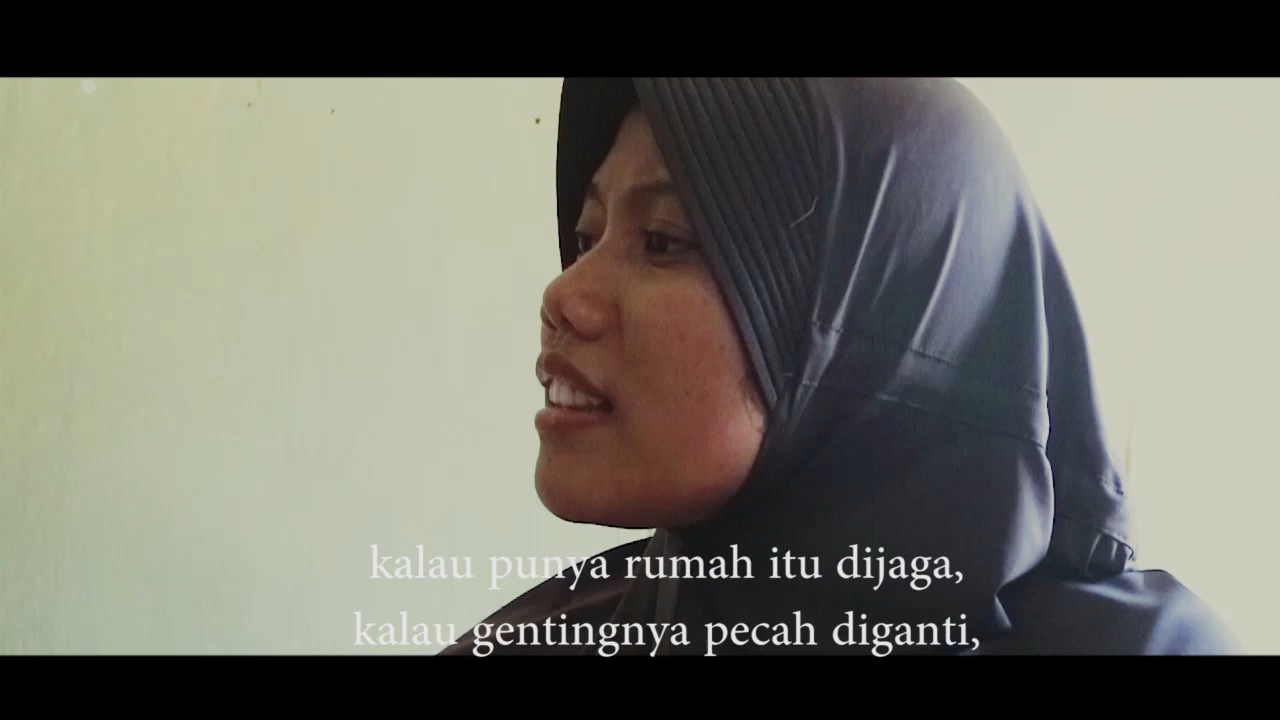 kalau punya rumah itu dijaga,
kalau gentingnya pecah diganti,